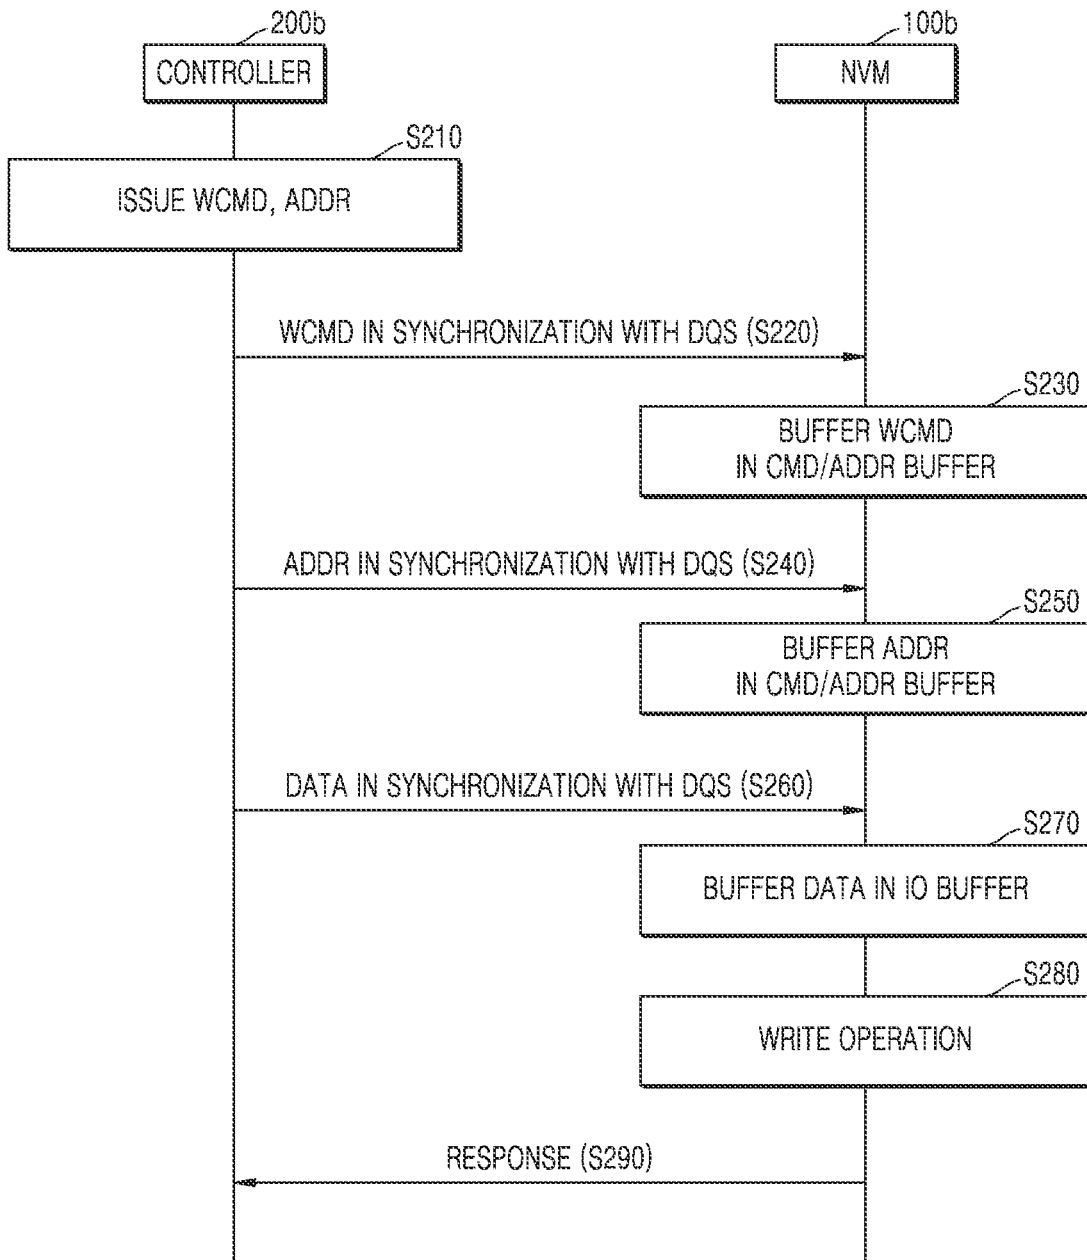 200b
100b
CONTROLLER
NVM
S210
ISSUE WCMD, ADDR
WCMD IN SYNCHRONIZATION WITH DQS (S220)
S230
BUFFER WCMD
IN CMD/ADDR BUFFER
ADDR IN SYNCHRONIZATION WITH DQS (S240)
S250
BUFFER ADDR
IN CMD/ADDR BUFFER
DATA IN SYNCHRONIZATION WITH DQS (S260)
S270
BUFFER DATA IN IO BUFFER
S280
WRITE OPERATION
RESPONSE (S290)